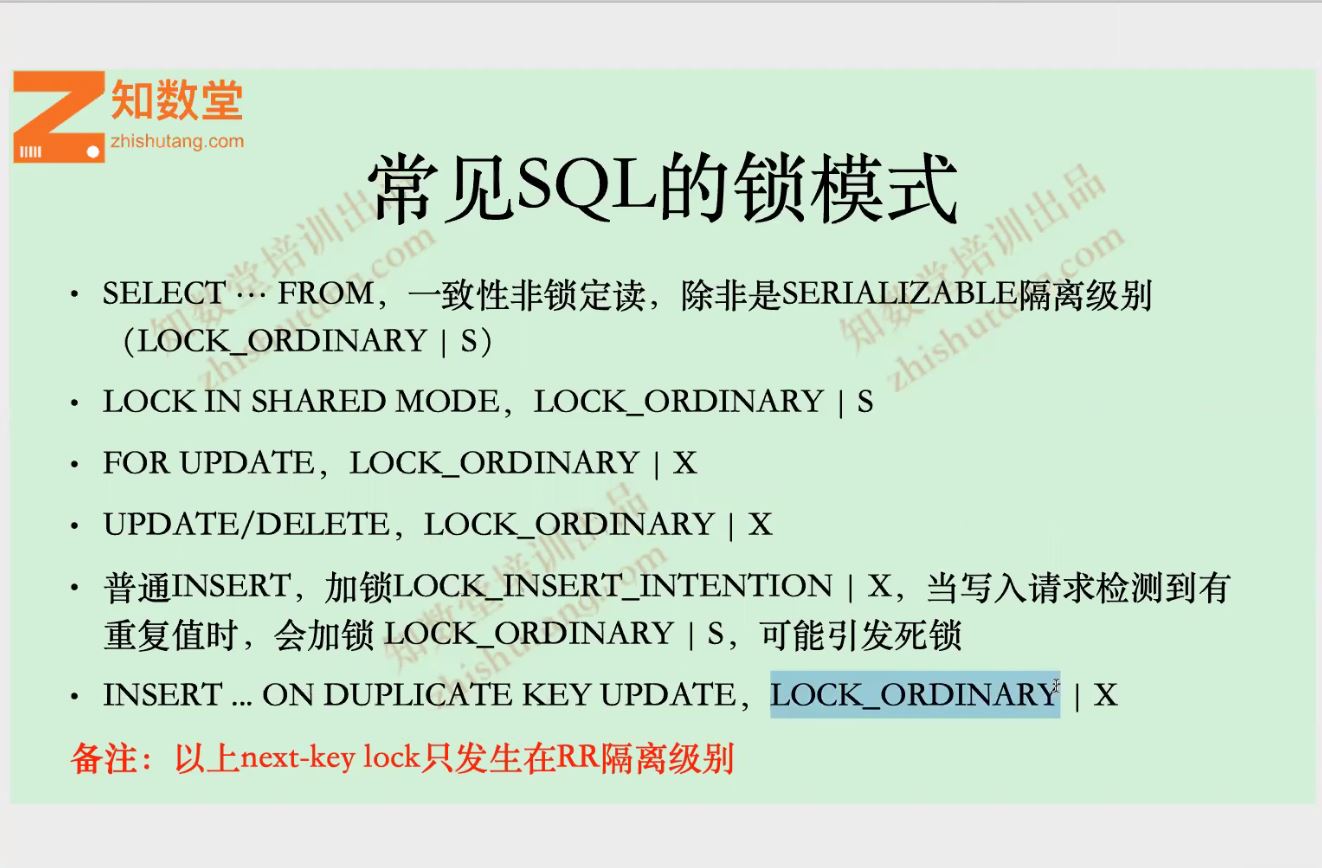 知数堂
zhishutang.com
常见SQL的锁模式
• SELECT … FROM，一致性非锁定读，除非是SERIALIZABLE隔离级别
（LOCK_ORDINARY | S）
• LOCK IN SHARED MODE，LOCK_ORDINARY | S
• FOR UPDATE，LOCK_ORDINARY | X
• UPDATE/DELETE，LOCK_ORDINARY | X
• 普通INSERT，加锁LOCK_INSERT_INTENTION | X，当写入请求检测到有
重复值时，会加锁 LOCK_ORDINARY | S，可能引发死锁
• INSERT ... ON DUPLICATE KEY UPDATE，LOCK_ORDINARY | X
备注：以上next-key lock只发生在RR隔离级别
知数堂培训出品
zhishutang.com
知数堂培训出品
zhishutang.com
知数堂培训出品
zhishutang.com